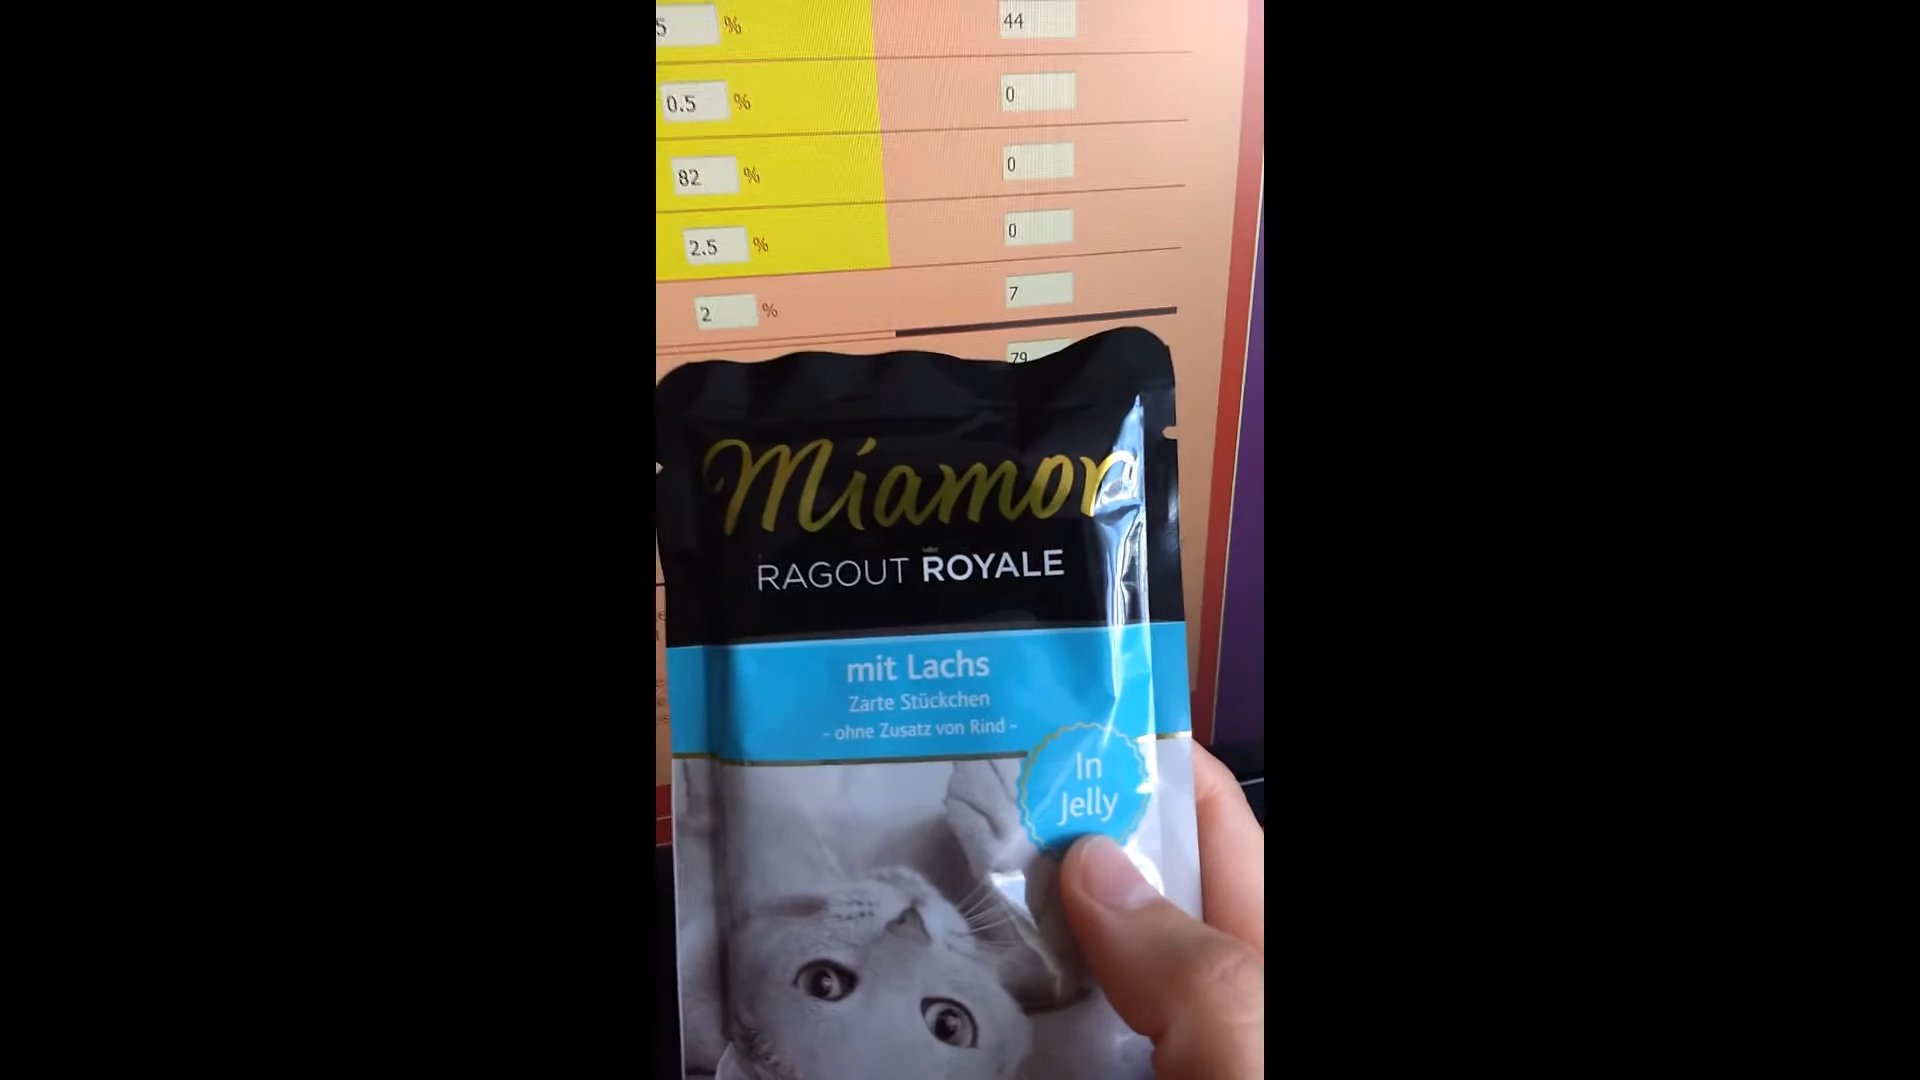 5 % 44
0.5 % 0
82 % 0
2.5 % 0
2 % 7
79
Miamor
RAGOUT ROYALE
mit Lachs
Zarte Stückchen
- ohne Zusatz von Rind -
In
Jelly